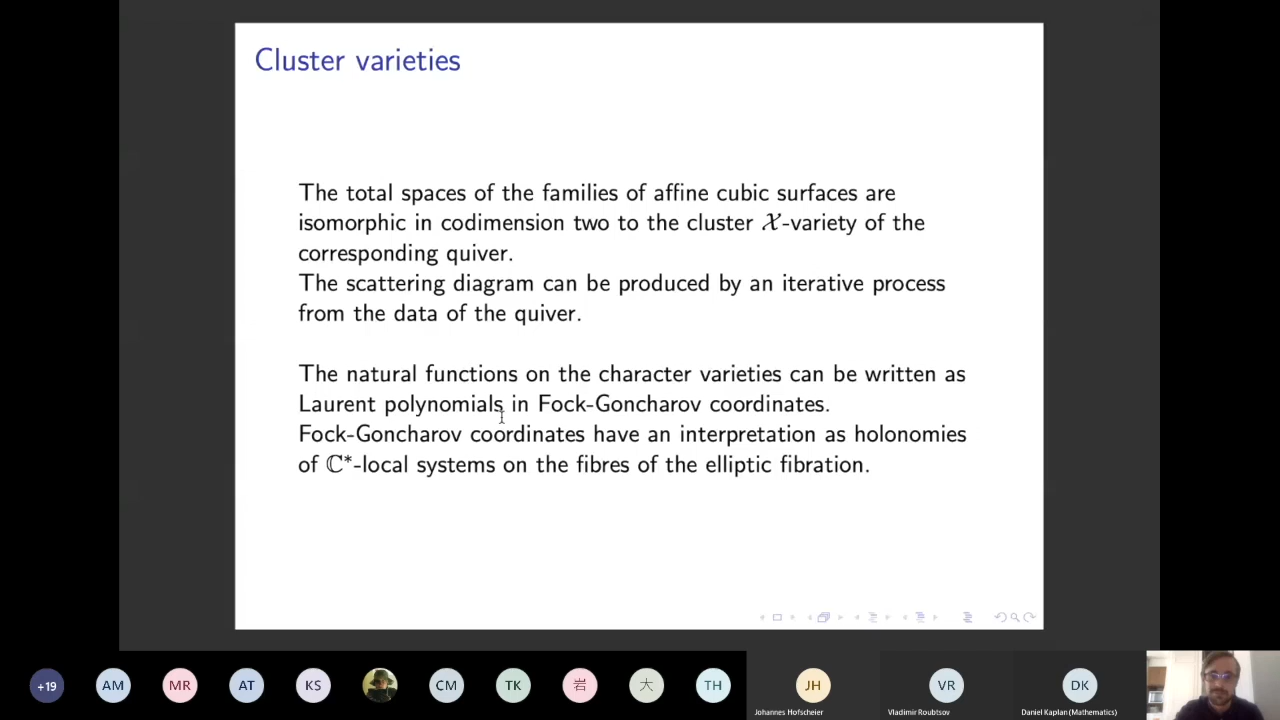 Cluster varieties
The total spaces of the families of affine cubic surfaces are
isomorphic in codimension two to the cluster 𝒳-variety of the
corresponding quiver.
The scattering diagram can be produced by an iterative process
from the data of the quiver.
The natural functions on the character varieties can be written as
Laurent polynomials in Fock-Goncharov coordinates.
Fock-Goncharov coordinates have an interpretation as holonomies
of ℂ*-local systems on the fibres of the elliptic fibration.
+19 AM MR AT KS CM TK 岩 大 TH JH VR DK
Johannes Hofscheier Vladimir Roubtsov Daniel Kaplan (Mathematics)